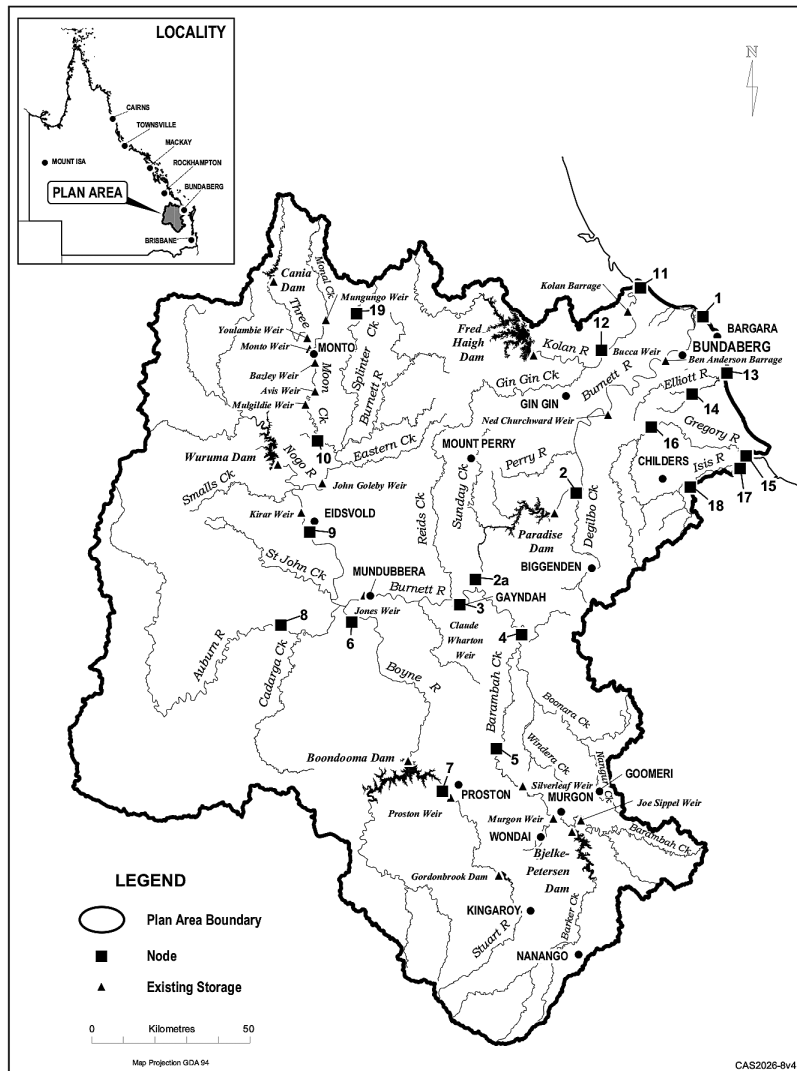 LOCALITY
CAIRNS
TOWNSVILLE
MACKAY
MOUNT ISA
ROCKHAMPTON
BUNDABERG
PLAN AREA
BRISBANE
N
Cania
Dam
Monal Ck
Mungungo Weir
Three
Moon
Ck
Youlambie Weir
Monto Weir
MONTO
19
Splinter Ck
Burnett R
Bazley Weir
Avis Weir
Mulgildie Weir
10
Eastern Ck
Wuruma Dam
Nogo R
Smalls Ck
John Goleby Weir
Kirar Weir
EIDSVOLD
9
St John Ck
Fred
Haigh
Dam
Kolan Barrage
11
1
BARGARA
12
Kolan R
Bucca Weir
BUNDABERG
Ben Anderson Barrage
Burnett R
13
Gin Gin Ck
GIN GIN
Elliott R
14
Ned Churchward Weir
Gregory R
16
MOUNT PERRY
CHILDERS
Isis R
15
17
18
Perry R
2
Reids Ck
Sunday Ck
Paradise
Dam
Degilbo Ck
BIGGENDEN
2a
MUNDUBBERA
Burnett R
GAYNDAH
3
Jones Weir
Claude
Wharton
Weir
8
6
4
Auburn R
Cadarga Ck
Boyne R
Barambah Ck
Boonara Ck
Windera Ck
Nangur Ck
5
Boondooma Dam
7
PROSTON
Proston Weir
Silverleaf Weir
GOOMERI
MURGON
Joe Sippel Weir
Murgon Weir
WONDAI
Barambah Ck
Bjelke-
Petersen
Dam
Gordonbrook Dam
KINGAROY
Stuart R
Barker Ck
NANANGO
LEGEND
Plan Area Boundary
Node
Existing Storage
0 Kilometres 50
Map Projection GDA 94
CAS2026-8v4